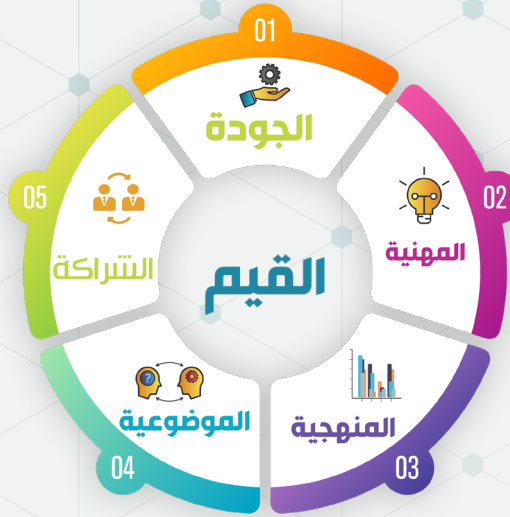 01
الجودة
02
المهنية
03
المنهجية
04
الموضوعية
05
الشراكة
القيم